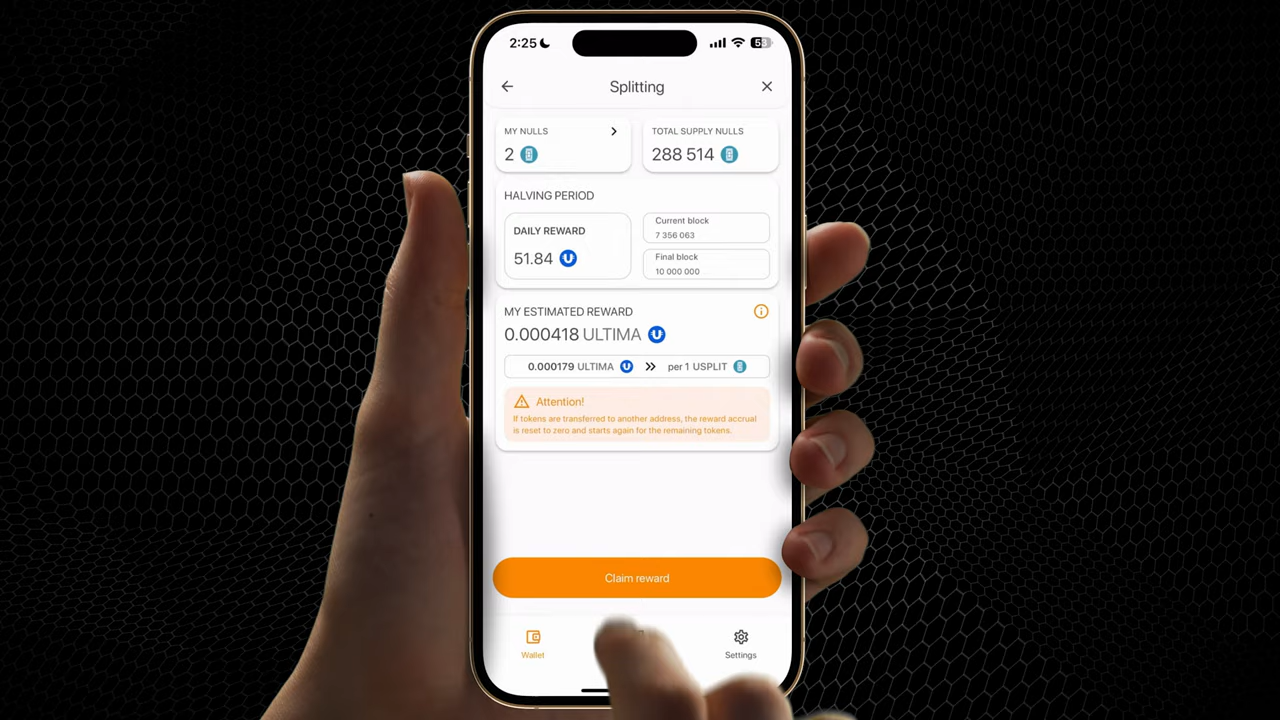 2:25
53
Splitting
MY NULLS
2
TOTAL SUPPLY NULLS
288 514
HALVING PERIOD
DAILY REWARD
51.84
Current block
7 356 063
Final block
10 000 000
MY ESTIMATED REWARD
0.000418 ULTIMA
0.000179 ULTIMA
per 1 USPLIT
Attention!
If tokens are transferred to another address, the reward accrual
is reset to zero and starts again for the remaining tokens.
Claim reward
Wallet
Settings